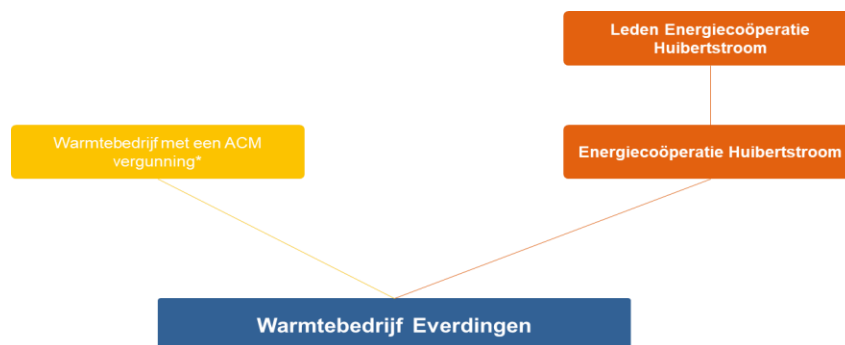 Leden Energiecoöperatie
Huibertstroom
Warmtebedrijf met een ACM
vergunning*
Energiecoöperatie Huibertstroom
Warmtebedrijf Everdingen